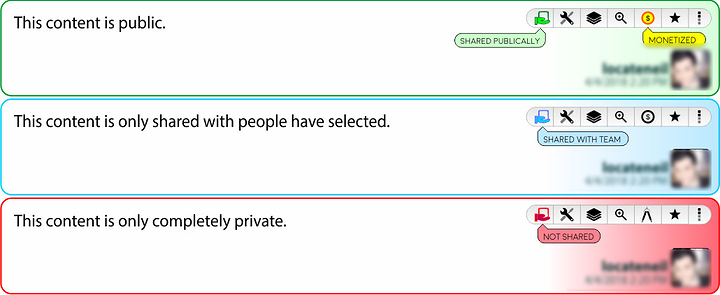 This content is public.
SHARED PUBLICALLY
MONETIZED
locateneil
4/4/2018 2:20 PM
This content is only shared with people have selected.
SHARED WITH TEAM
locateneil
4/4/2018 2:20 PM
This content is only completely private.
NOT SHARED
locateneil
4/4/2018 2:20 PM